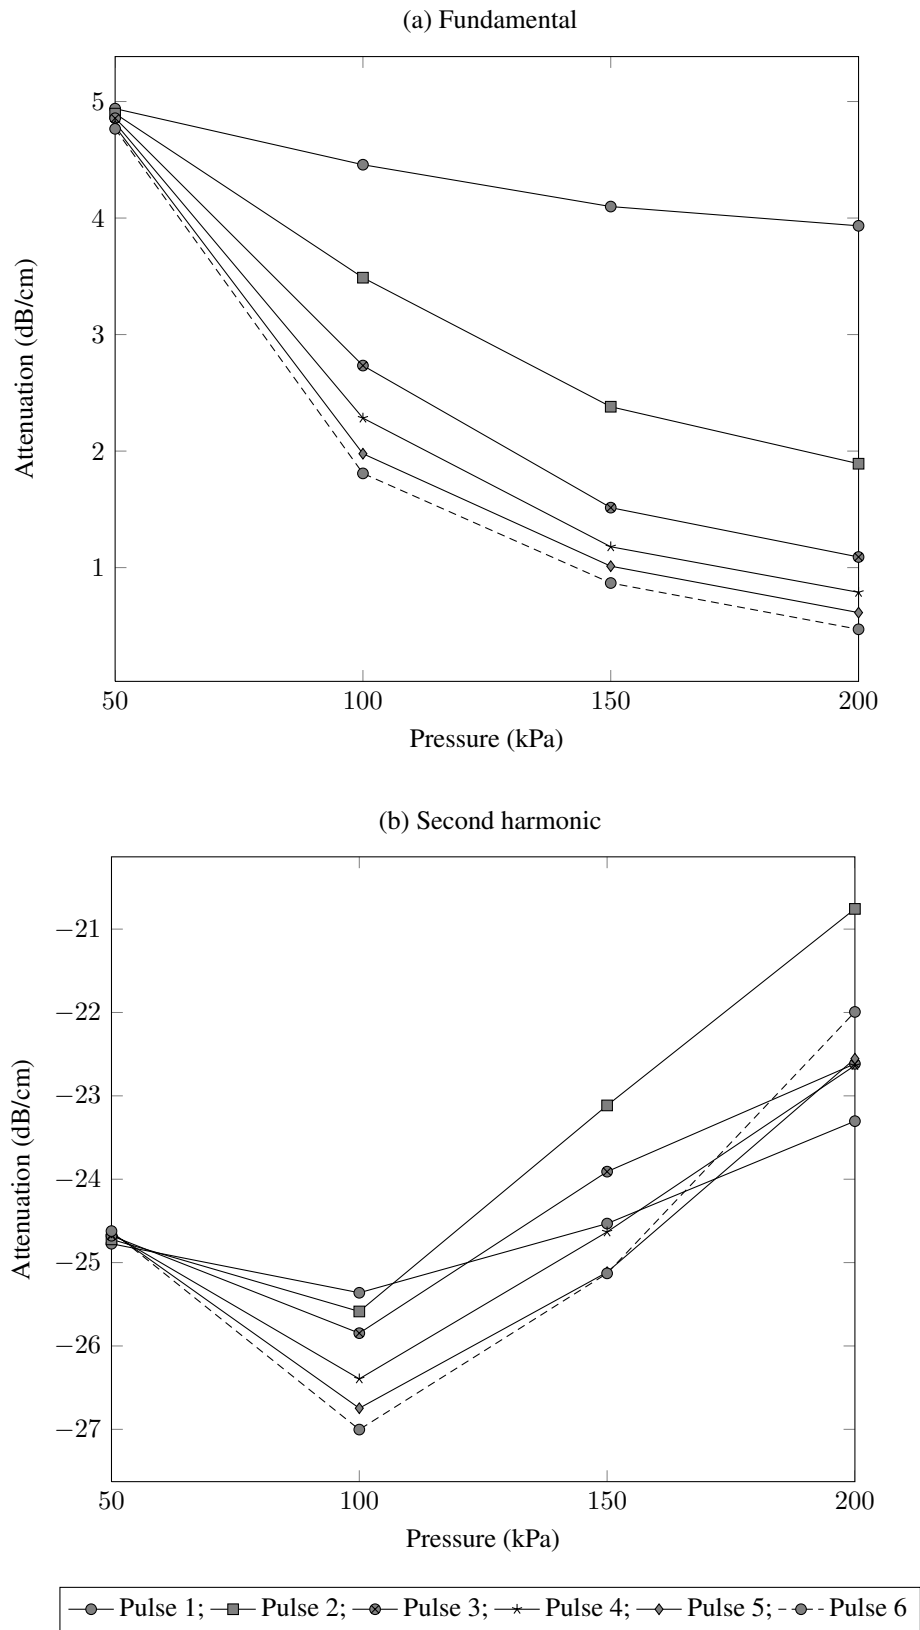 (a) Fundamental
5
4
3
2
1
Attenuation (dB/cm)
50 100 150 200
Pressure (kPa)
(b) Second harmonic
−21
−22
−23
−24
−25
−26
−27
Attenuation (dB/cm)
50 100 150 200
Pressure (kPa)
Pulse 1; Pulse 2; Pulse 3; Pulse 4; Pulse 5; Pulse 6